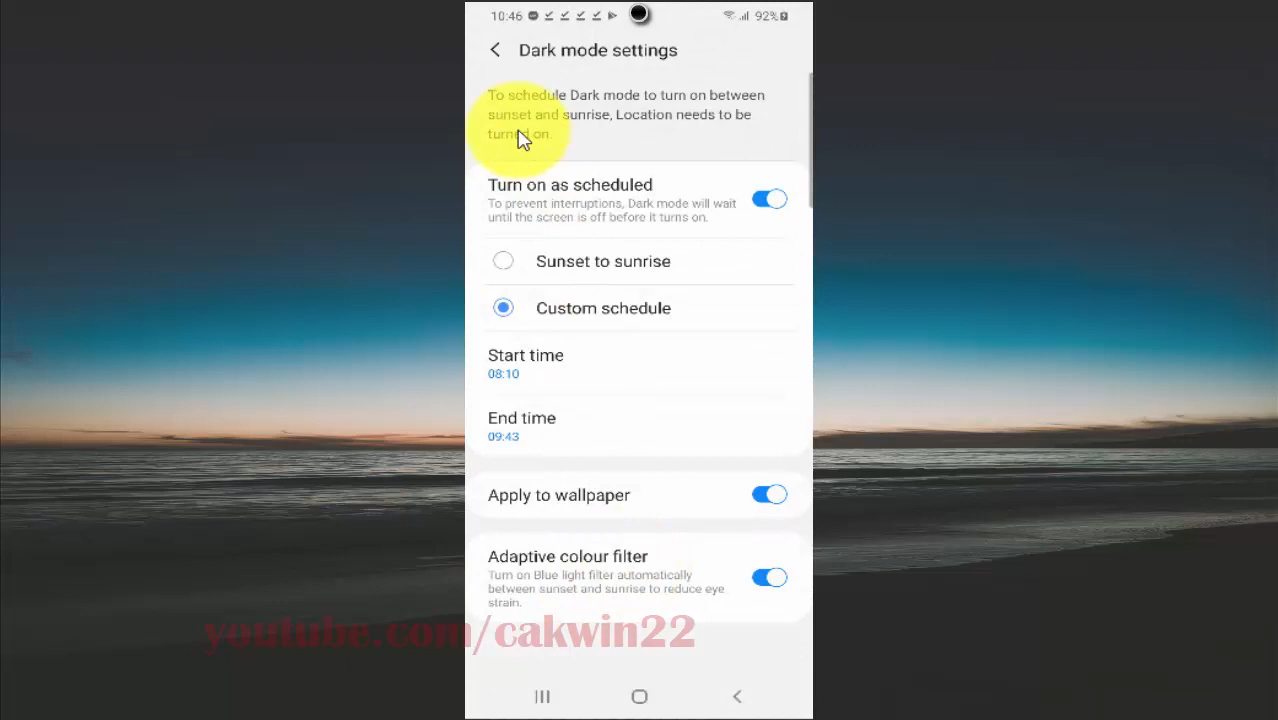 10:46
92%
Dark mode settings
To schedule Dark mode to turn on between
sunset and sunrise, Location needs to be
turned on.
Turn on as scheduled
To prevent interruptions, Dark mode will wait
until the screen is off before it turns on.
Sunset to sunrise
Custom schedule
Start time
08:10
End time
09:43
Apply to wallpaper
Adaptive colour filter
Turn on Blue light filter automatically
between sunset and sunrise to reduce eye
strain.
youtube.com/cakwin22